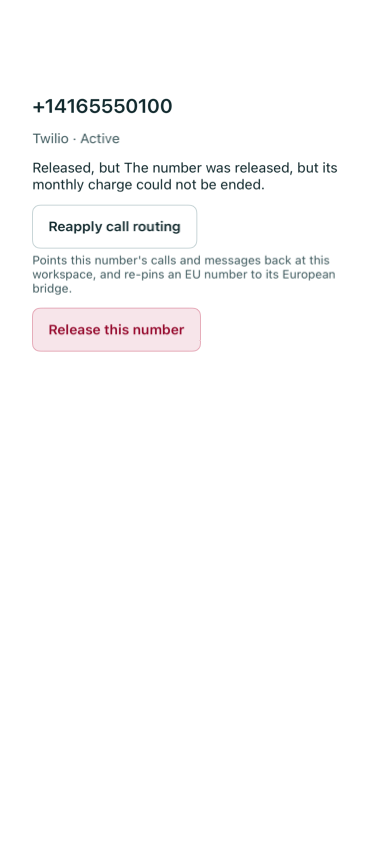 +14165550100
Twilio · Active
Released, but The number was released, but its
monthly charge could not be ended.
Reapply call routing
Points this number's calls and messages back at this
workspace, and re-pins an EU number to its European
bridge.
Release this number